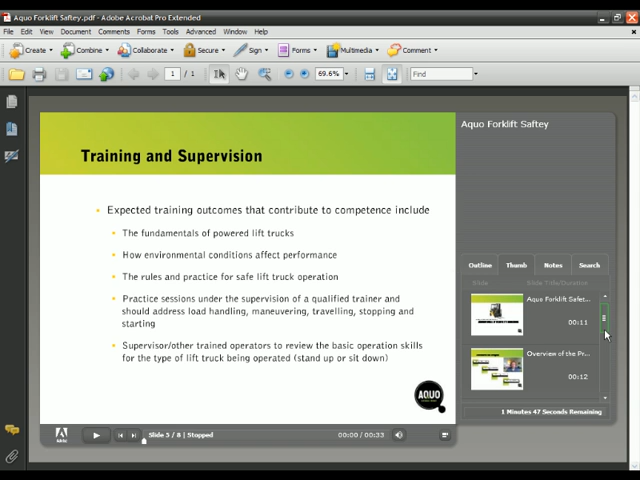 Aquo Forklift Saftey.pdf - Adobe Acrobat Pro Extended
File Edit View Document Comments Forms Tools Advanced Window Help
Create Combine Collaborate Secure Sign Forms Multimedia Comment
1 / 1 69.6% Find
Training and Supervision
Expected training outcomes that contribute to competence include
The fundamentals of powered lift trucks
How environmental conditions affect performance
The rules and practice for safe lift truck operation
Practice sessions under the supervision of a qualified trainer and
should address load handling, maneuvering, travelling, stopping and
starting
Supervisor/other trained operators to review the basic operation skills
for the type of lift truck being operated (stand up or sit down)
AQUO
Slide 5 / 8 | Stopped 00:00 / 00:33
Aquo Forklift Saftey
Outline Thumb Notes Search
Slide Slide Title/Duration
Aquo Forklift Safet...
00:11
Overview of the Pr...
00:12
1 Minutes 47 Seconds Remaining